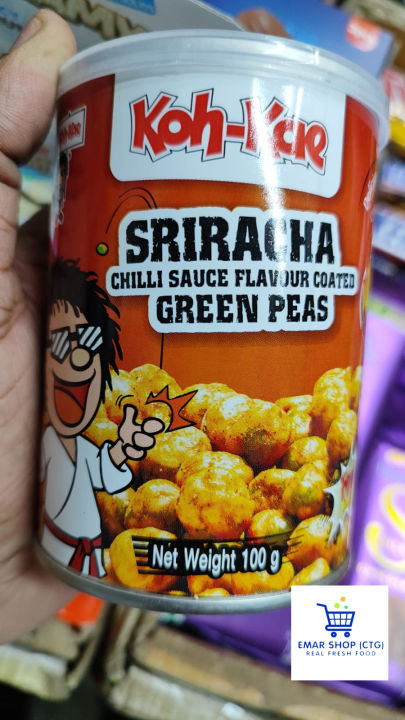 Koh-Kae
SRIRACHA
CHILLI SAUCE FLAVOUR COATED
GREEN PEAS
Net Weight 100 g
EMAR SHOP (CTG)
REAL FRESH FOOD